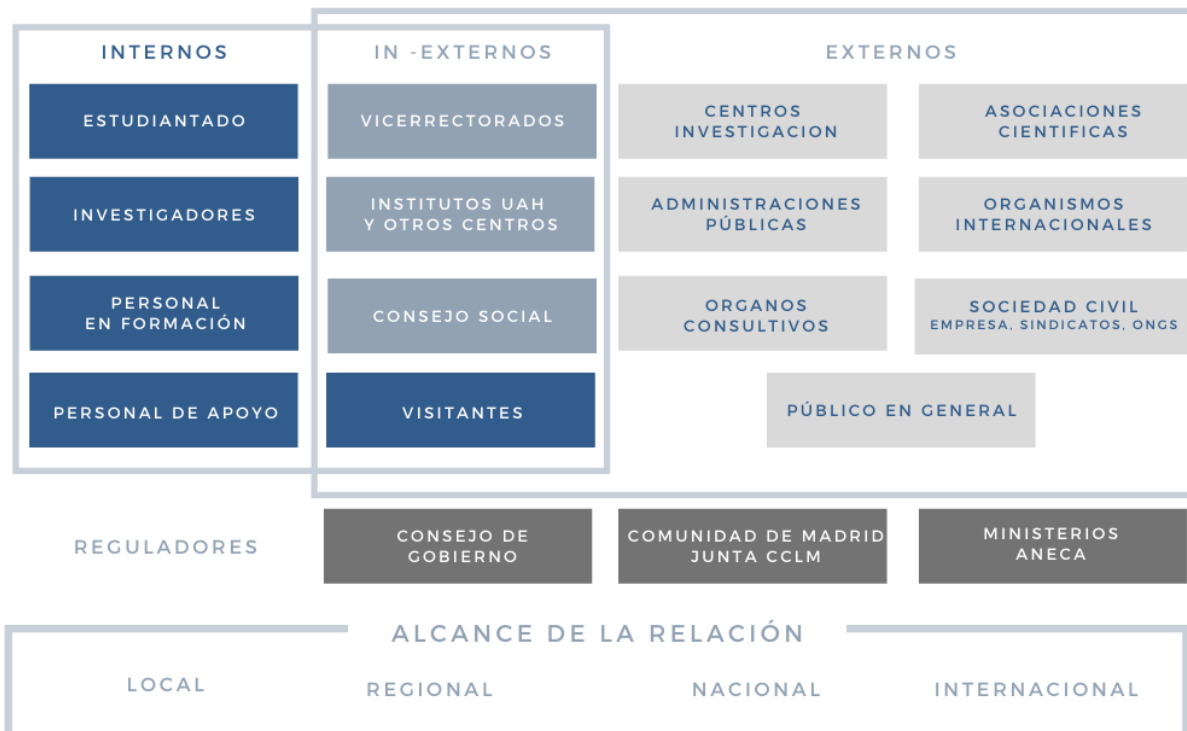 INTERNOS
IN -EXTERNOS
EXTERNOS
ESTUDIANTADO
VICERRECTORADOS
CENTROS
INVESTIGACION
ASOCIACIONES
CIENTIFICAS
INVESTIGADORES
INSTITUTOS UAH
Y OTROS CENTROS
ADMINISTRACIONES
PÚBLICAS
ORGANISMOS
INTERNACIONALES
PERSONAL
EN FORMACIÓN
CONSEJO SOCIAL
ORGANOS
CONSULTIVOS
SOCIEDAD CIVIL
EMPRESA, SINDICATOS, ONGS
PERSONAL DE APOYO
VISITANTES
PÚBLICO EN GENERAL
REGULADORES
CONSEJO DE
GOBIERNO
COMUNIDAD DE MADRID
JUNTA CCLM
MINISTERIOS
ANECA
ALCANCE DE LA RELACIÓN
LOCAL
REGIONAL
NACIONAL
INTERNACIONAL